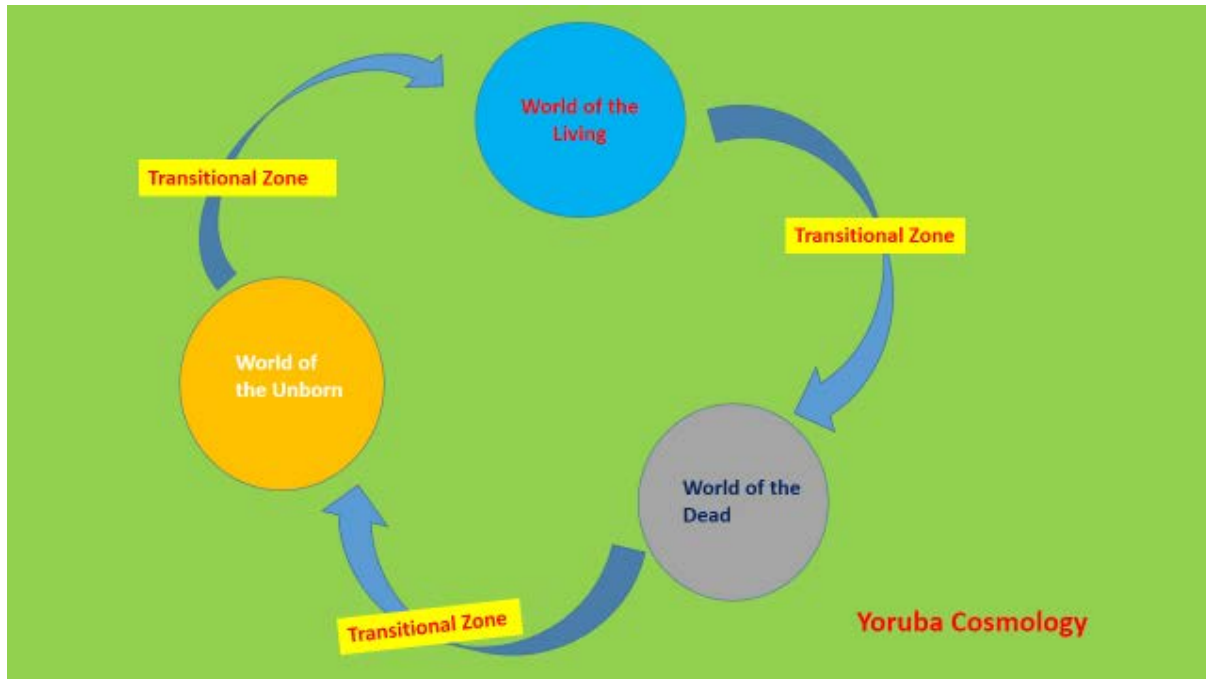 World of the
Living
Transitional Zone
Transitional Zone
World of
the Unborn
World of the
Dead
Transitional Zone
Yoruba Cosmology